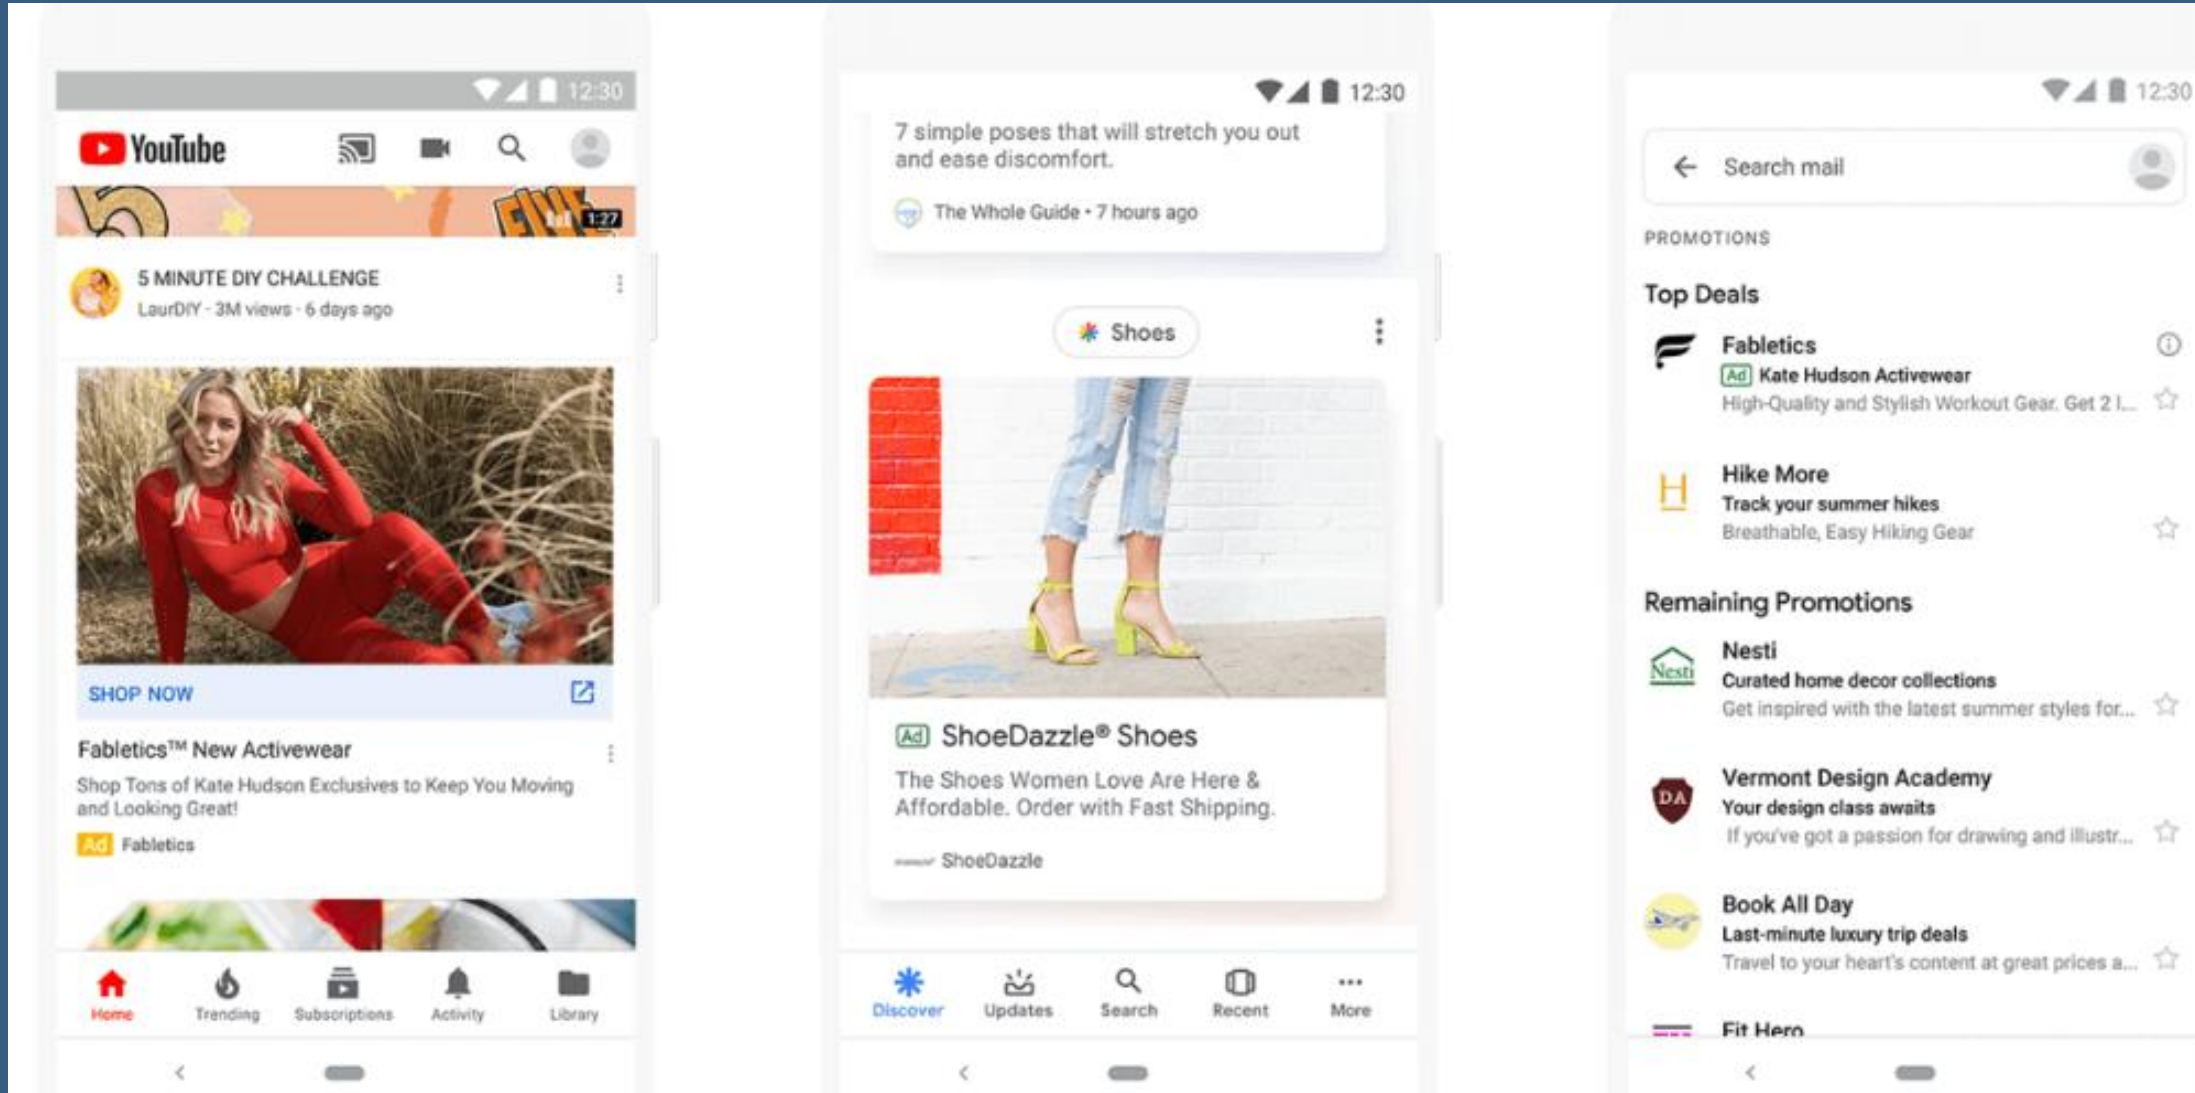 12:30
YouTube
5
FIVE
1:27
5 MINUTE DIY CHALLENGE
LaurDIY - 3M views - 6 days ago
SHOP NOW
Fabletics™ New Activewear
Shop Tons of Kate Hudson Exclusives to Keep You Moving
and Looking Great!
Ad Fabletics
Home Trending Subscriptions Activity Library
12:30
7 simple poses that will stretch you out
and ease discomfort.
The Whole Guide • 7 hours ago
Shoes
Ad ShoeDazzle® Shoes
The Shoes Women Love Are Here &
Affordable. Order with Fast Shipping.
ShoeDazzle
Discover Updates Search Recent More
12:30
Search mail
PROMOTIONS
Top Deals
Fabletics
Ad Kate Hudson Activewear
High-Quality and Stylish Workout Gear. Get 2 l...
H
Hike More
Track your summer hikes
Breathable, Easy Hiking Gear
Remaining Promotions
Nesti
Nesti
Curated home decor collections
Get inspired with the latest summer styles for...
DA
Vermont Design Academy
Your design class awaits
If you've got a passion for drawing and illustr...
Book All Day
Last-minute luxury trip deals
Travel to your heart's content at great prices a...
Fit Hero